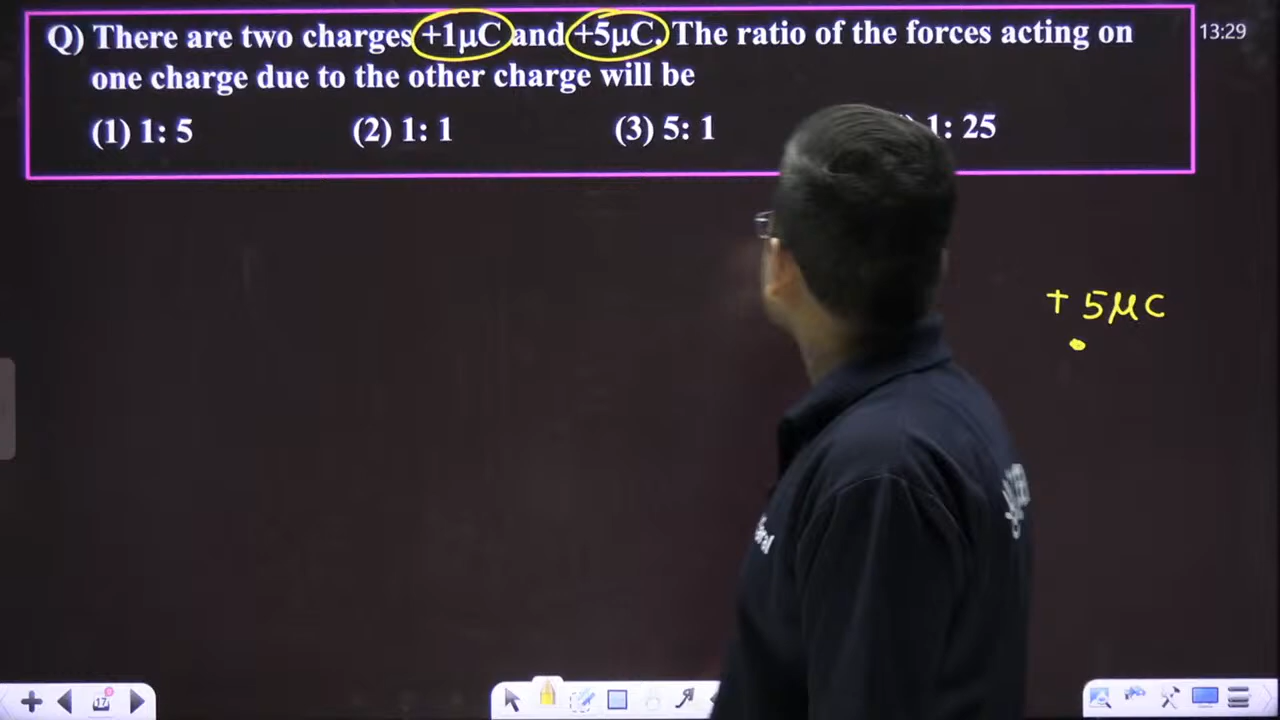 Q) There are two charges +1μC and +5μC. The ratio of the forces acting on
one charge due to the other charge will be
(1) 1: 5 (2) 1: 1 (3) 5: 1 1: 25
13:29
+ 5μC
17